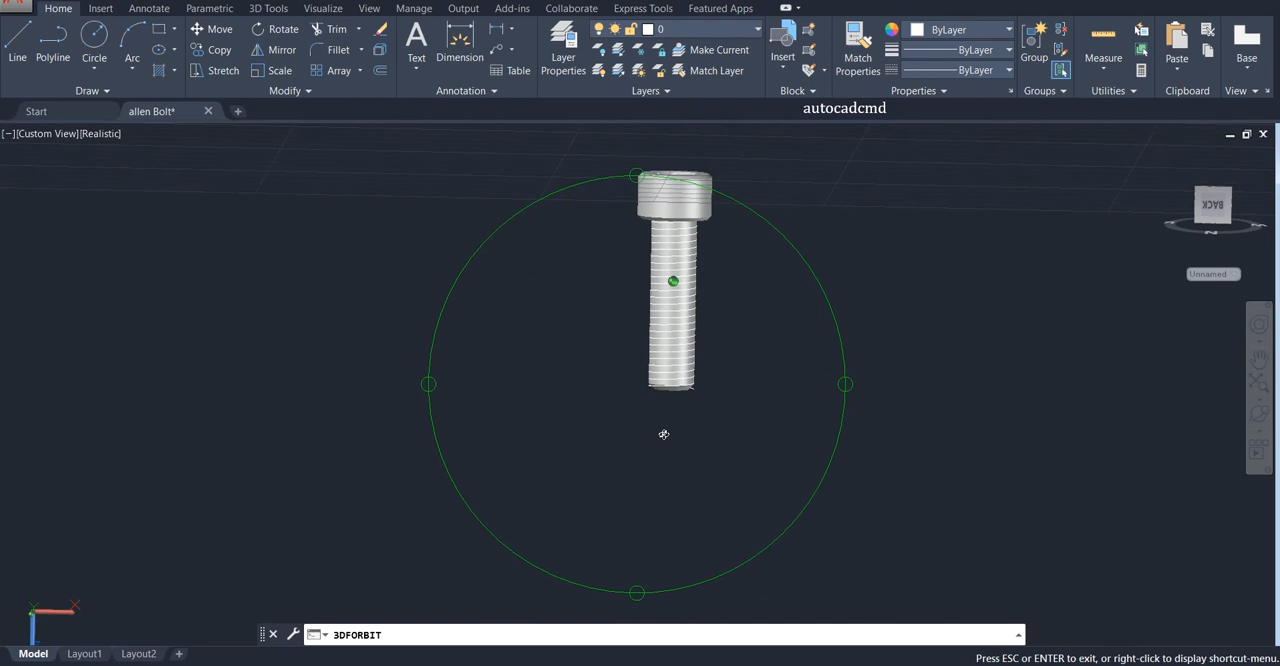 Home Insert Annotate Parametric 3D Tools Visualize View Manage Output Add-ins Collaborate Express Tools Featured Apps
Line Polyline Circle Arc
Move Rotate Trim
Copy Mirror Fillet
Stretch Scale Array
Text Dimension Table
Layer Properties
0
Make Current
Match Layer
Insert
Match Properties
ByLayer
ByLayer
ByLayer
Group Measure Paste Base
Draw Modify Annotation Layers Block Properties Groups Utilities Clipboard View
Start allen Bolt*
autocadcmd
[−][Custom View][Realistic]
BACK
N
Unnamed
X
3DFORBIT
Model Layout1 Layout2
Press ESC or ENTER to exit, or right-click to display shortcut-menu.